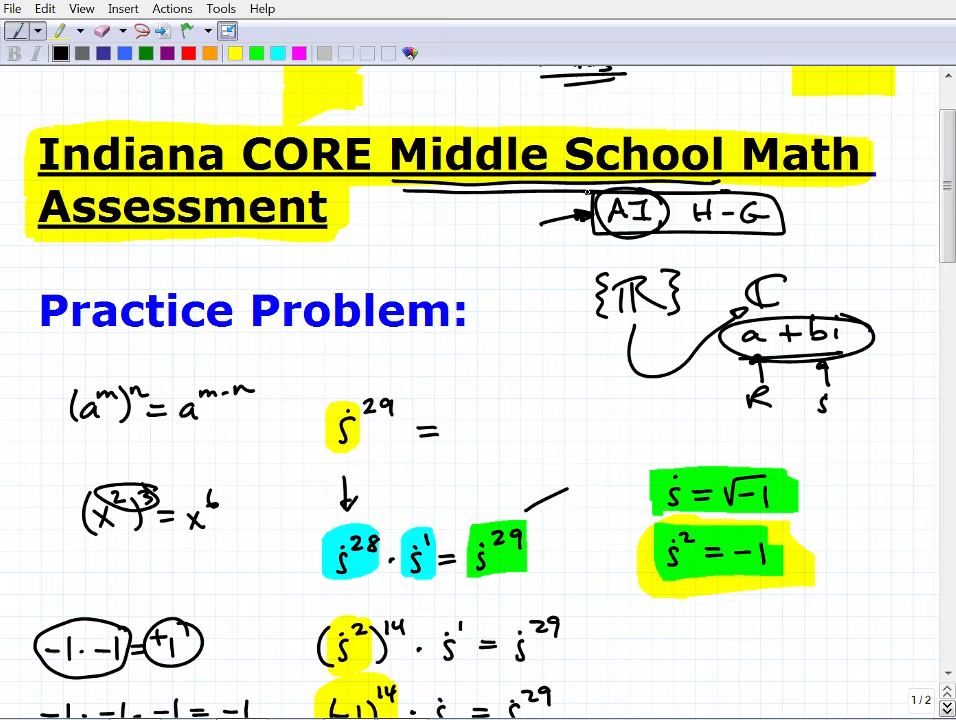 File Edit View Insert Actions Tools Help
B I
Indiana CORE Middle School Math
Assessment
AI H-G
Practice Problem:
{ℝ} ℂ
a + bi
R i
(a^m)^n = a^m·n
i^29 =
(x^2)^3 = x^6
i = √-1
i^28 · i^1 = i^29
i^2 = -1
-1 · -1 = +1
(i^2)^14 · i^1 = i^29
-1 · -1 · -1 = -1
(-1)^14 · i = i^29
1 / 2